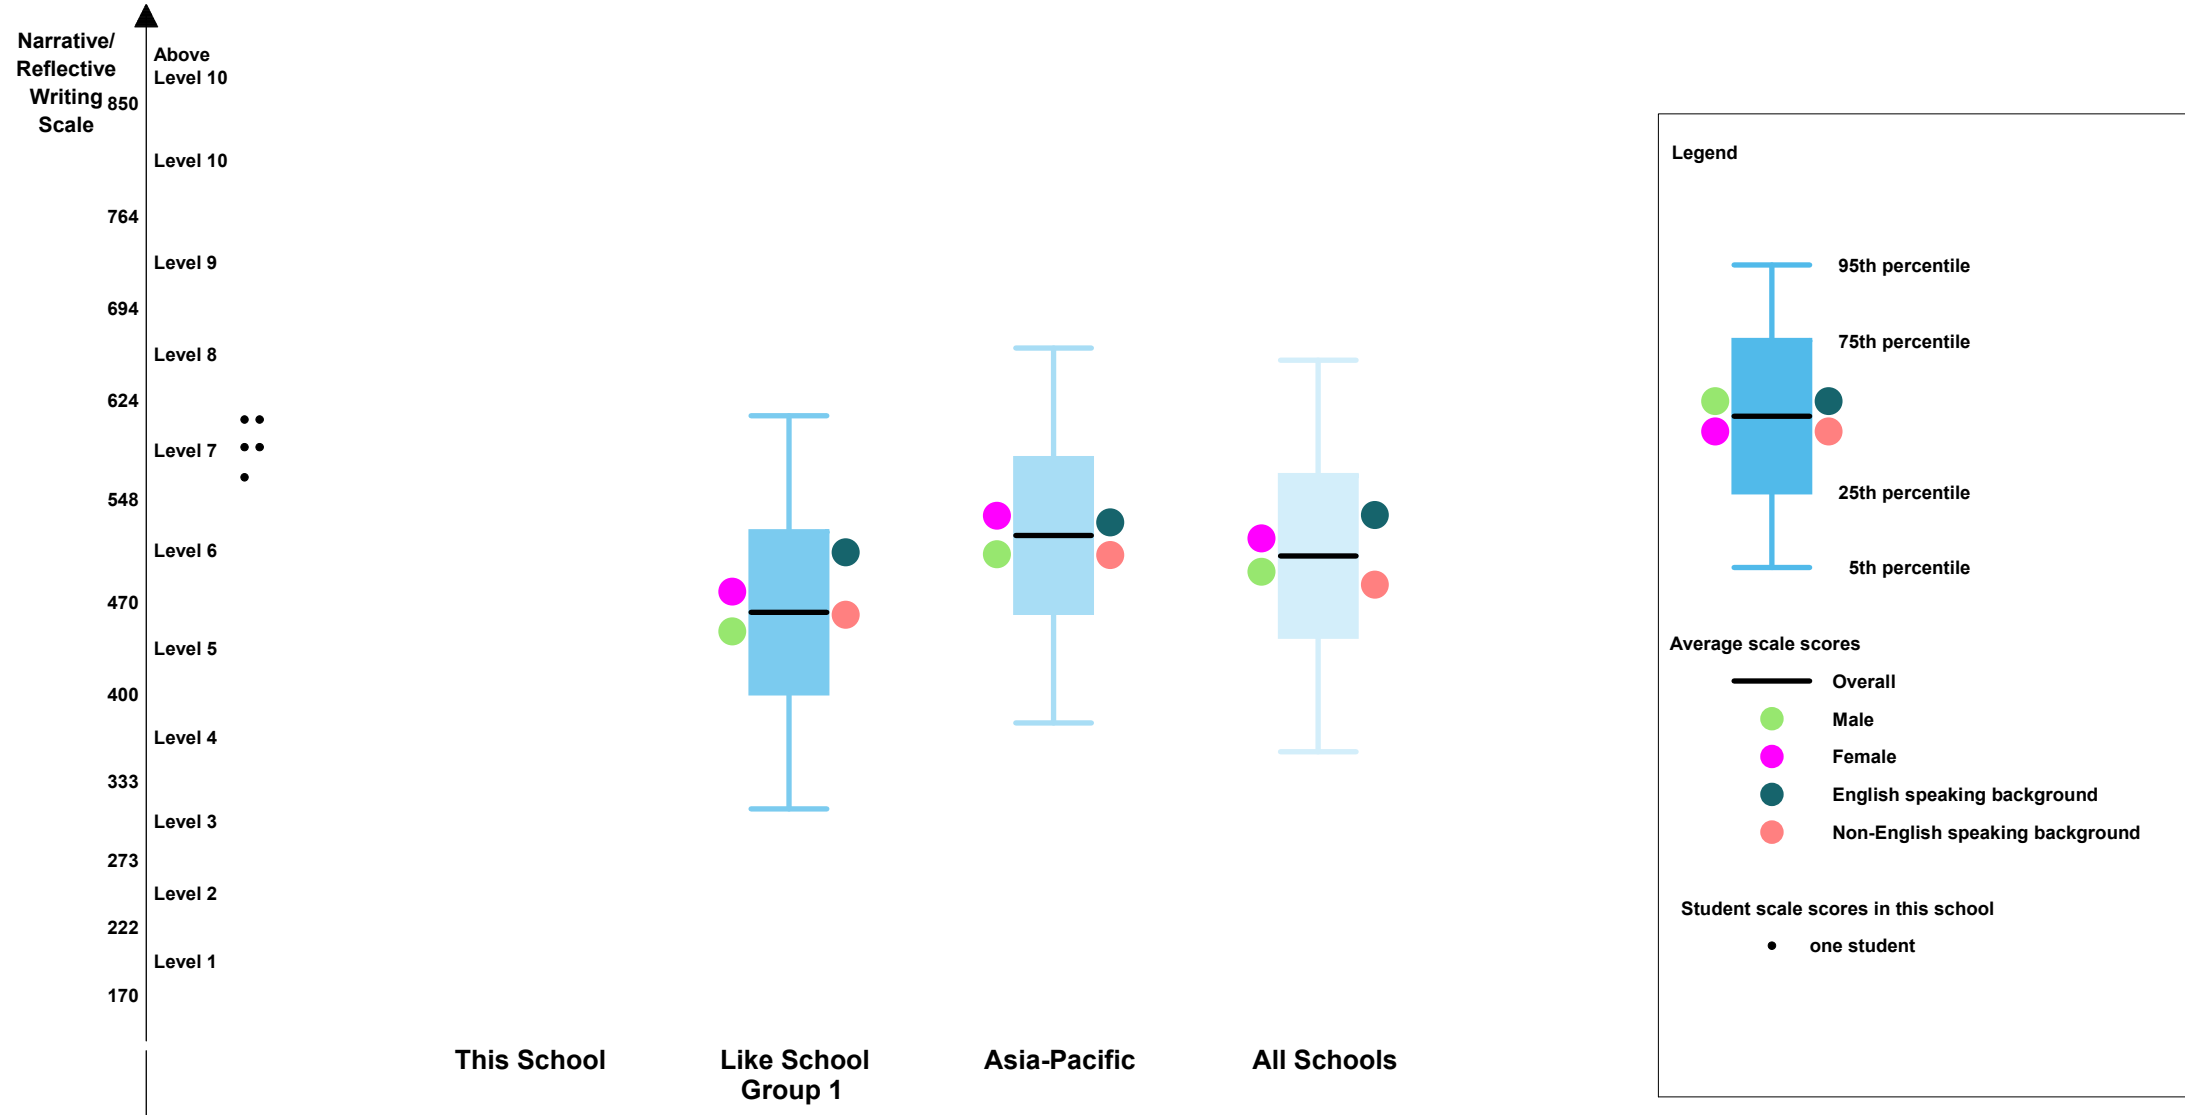 Narrative/
Reflective
Writing
Scale
Above
Level 10
850
Level 10
764
Level 9
694
Level 8
624
Level 7
548
Level 6
470
Level 5
400
Level 4
333
Level 3
273
Level 2
222
Level 1
170
This School
Like School
Group 1
Asia-Pacific
All Schools
Legend
95th percentile
75th percentile
25th percentile
5th percentile
Average scale scores
Overall
Male
Female
English speaking background
Non-English speaking background
Student scale scores in this school
one student